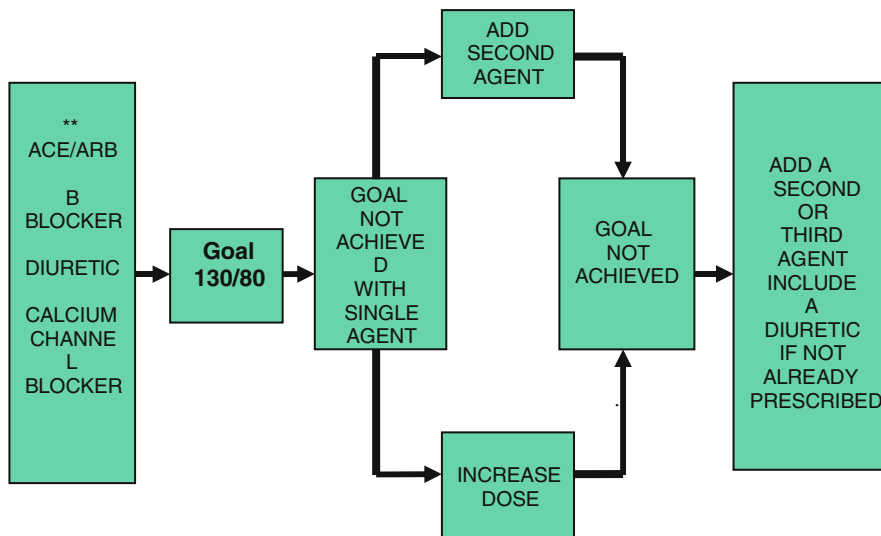 **
ACE/ARB
B
BLOCKER
DIURETIC
CALCIUM
CHANNE
L
BLOCKER
Goal
130/80
GOAL
NOT
ACHIEVE
D
WITH
SINGLE
AGENT
ADD
SECOND
AGENT
INCREASE
DOSE
GOAL
NOT
ACHIEVED
ADD A
SECOND
OR
THIRD
AGENT
INCLUDE
A
DIURETIC
IF NOT
ALREADY
PRESCRIBED